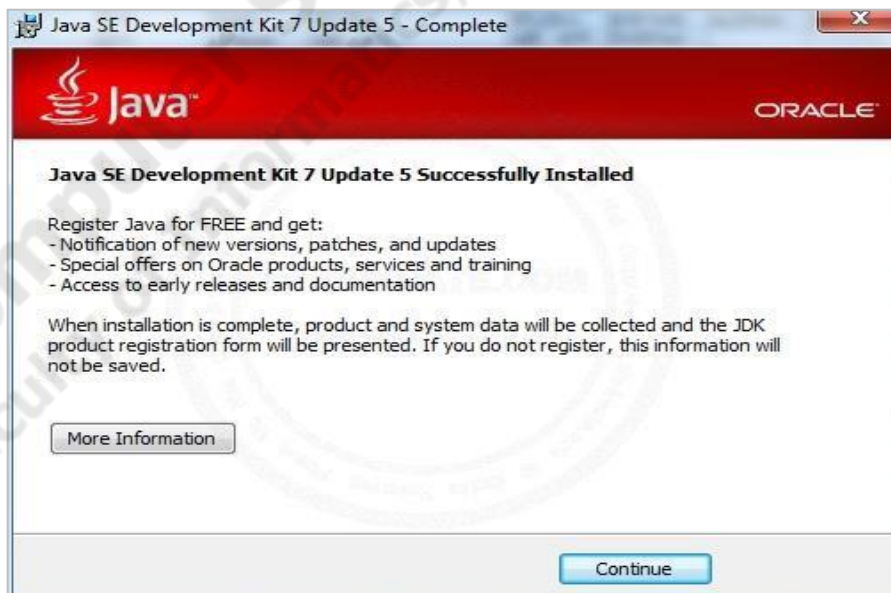 Java SE Development Kit 7 Update 5 - Complete
Java™
ORACLE
Java SE Development Kit 7 Update 5 Successfully Installed
Register Java for FREE and get:
- Notification of new versions, patches, and updates
- Special offers on Oracle products, services and training
- Access to early releases and documentation
When installation is complete, product and system data will be collected and the JDK
product registration form will be presented. If you do not register, this information will
not be saved.
More Information
Continue